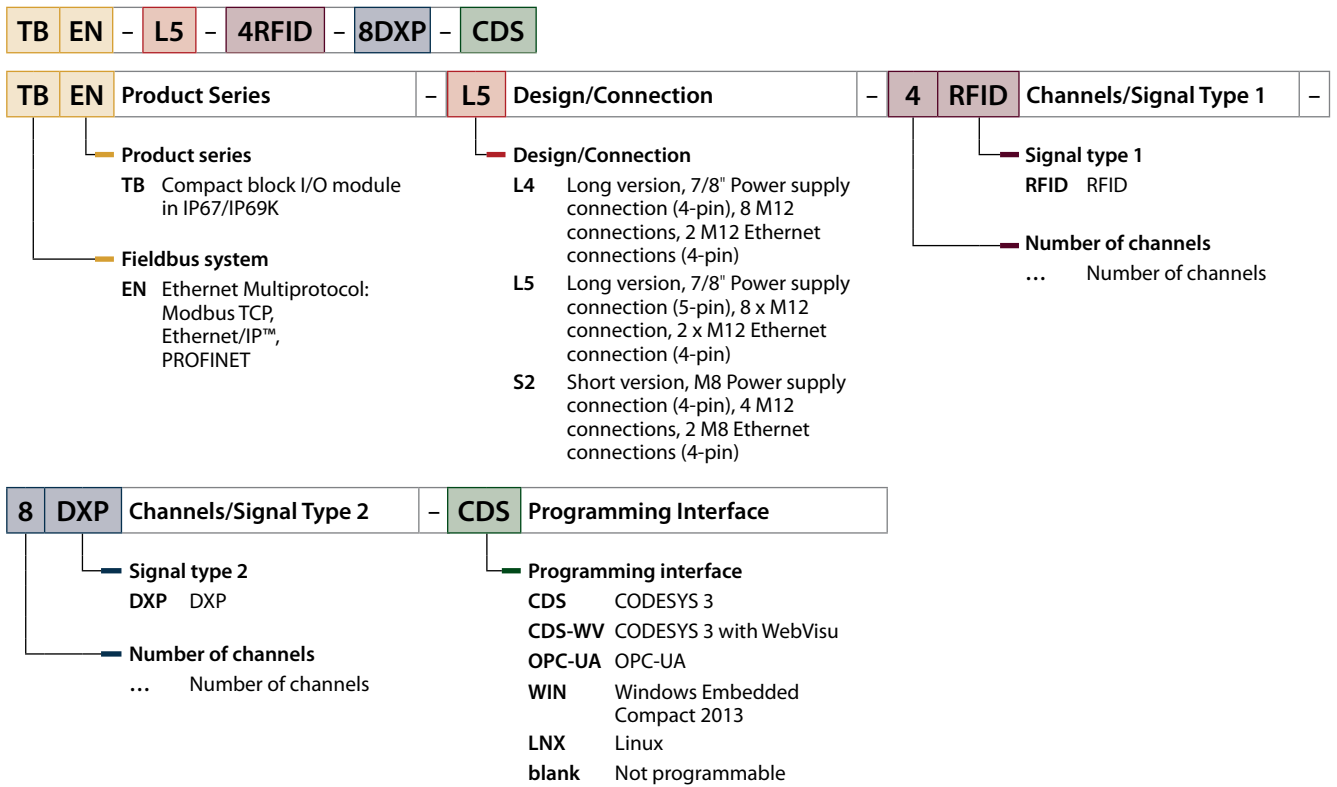 TB EN – L5 – 4RFID – 8DXP – CDS
TB EN Product Series – L5 Design/Connection – 4 RFID Channels/Signal Type 1 –
Product series
TB Compact block I/O module
in IP67/IP69K
Fieldbus system
EN Ethernet Multiprotocol:
Modbus TCP,
Ethernet/IP™,
PROFINET
Design/Connection
L4 Long version, 7/8" Power supply
connection (4-pin), 8 M12
connections, 2 M12 Ethernet
connections (4-pin)
L5 Long version, 7/8" Power supply
connection (5-pin), 8 x M12
connection, 2 x M12 Ethernet
connection (4-pin)
S2 Short version, M8 Power supply
connection (4-pin), 4 M12
connections, 2 M8 Ethernet
connections (4-pin)
Signal type 1
RFID RFID
Number of channels
... Number of channels
8 DXP Channels/Signal Type 2 – CDS Programming Interface
Signal type 2
DXP DXP
Number of channels
... Number of channels
Programming interface
CDS CODESYS 3
CDS-WV CODESYS 3 with WebVisu
OPC-UA OPC-UA
WIN Windows Embedded
Compact 2013
LNX Linux
blank Not programmable